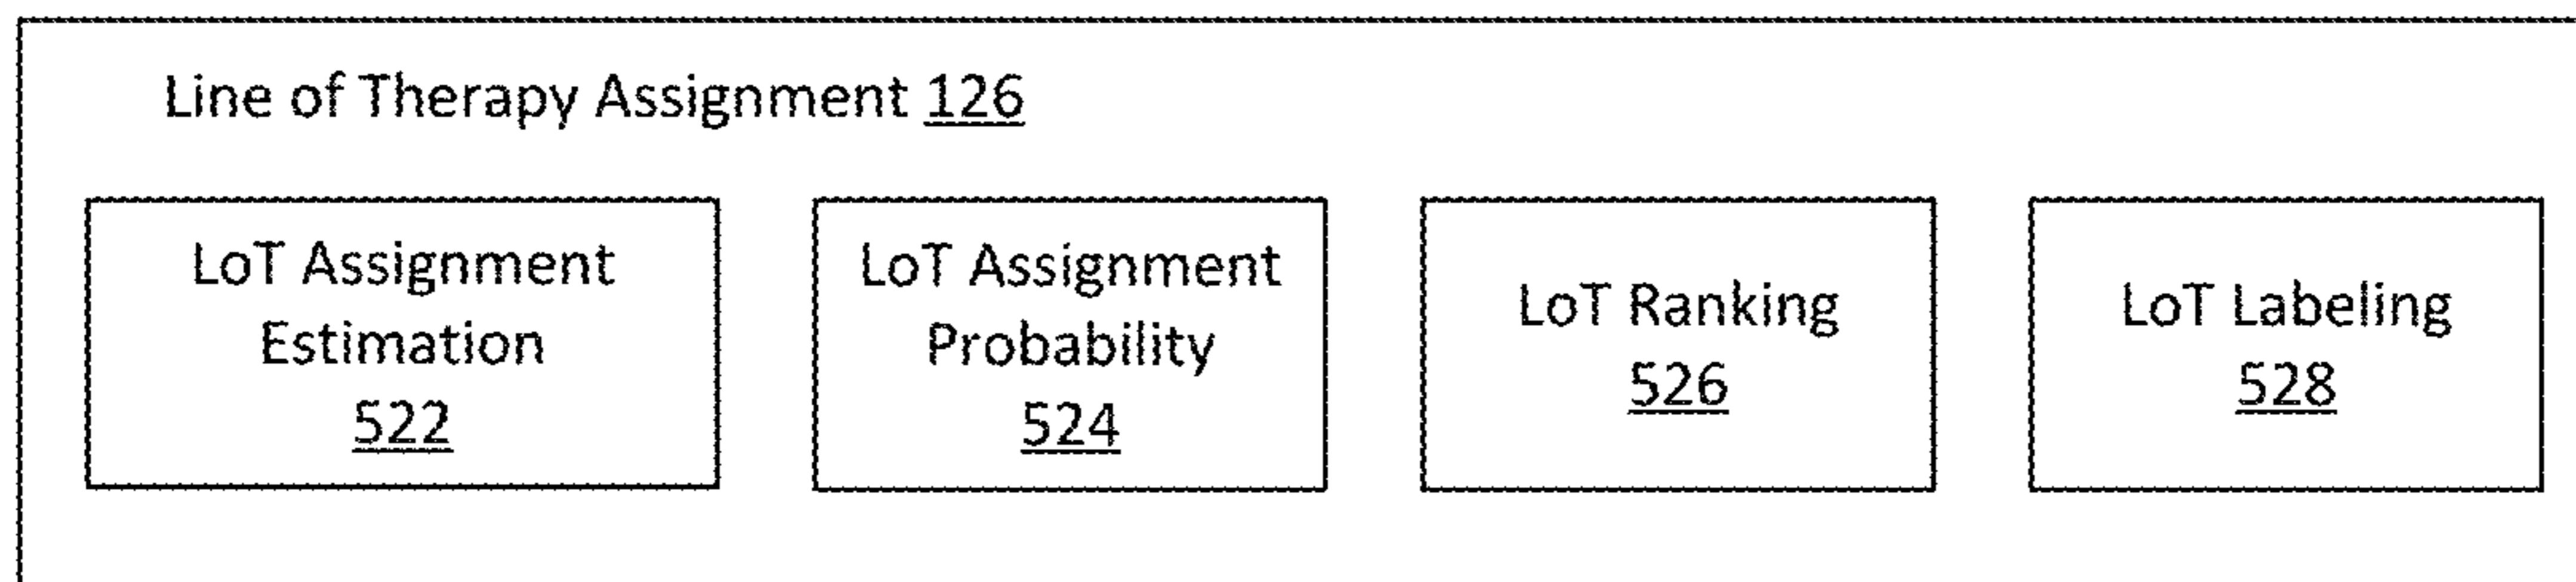 Line of Therapy Assignment 126
LoT Assignment
Estimation
522
LoT Assignment
Probability
524
LoT Ranking
526
LoT Labeling
528